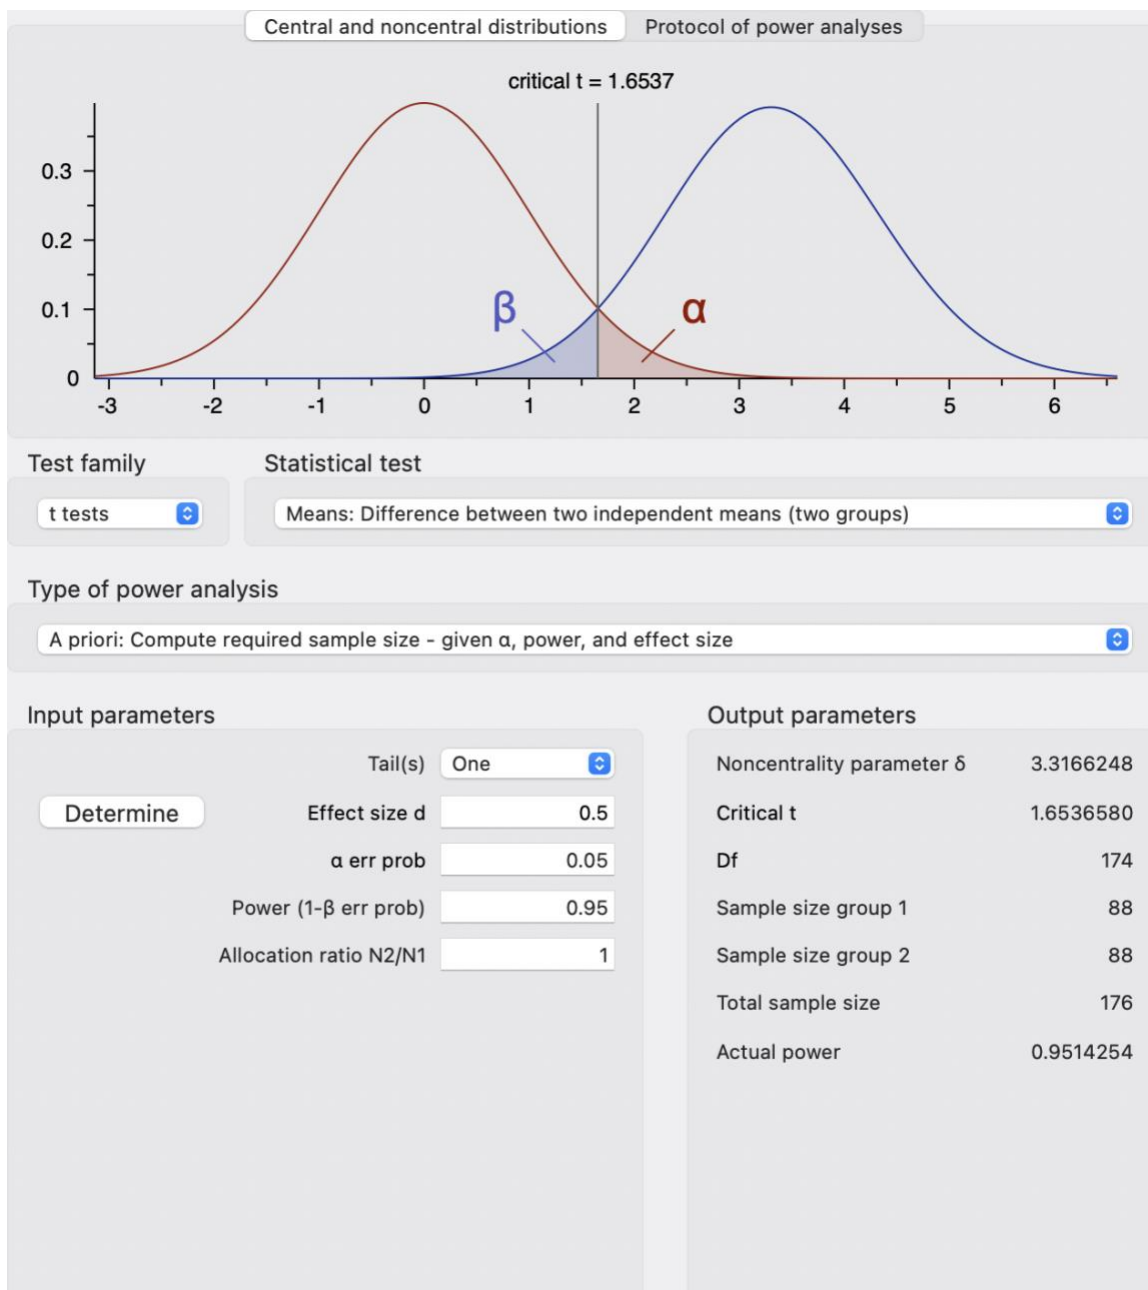 Central and noncentral distributions Protocol of power analyses
critical t = 1.6537
0.3
0.2
β α
0.1
0
-3 -2 -1 0 1 2 3 4 5 6
Test family Statistical test
t tests Means: Difference between two independent means (two groups)
Type of power analysis
A priori: Compute required sample size - given α, power, and effect size
Input parameters Output parameters
Tail(s) One Noncentrality parameter δ 3.3166248
Determine Effect size d 0.5 Critical t 1.6536580
α err prob 0.05 Df 174
Power (1-β err prob) 0.95 Sample size group 1 88
Allocation ratio N2/N1 1 Sample size group 2 88
Total sample size 176
Actual power 0.9514254